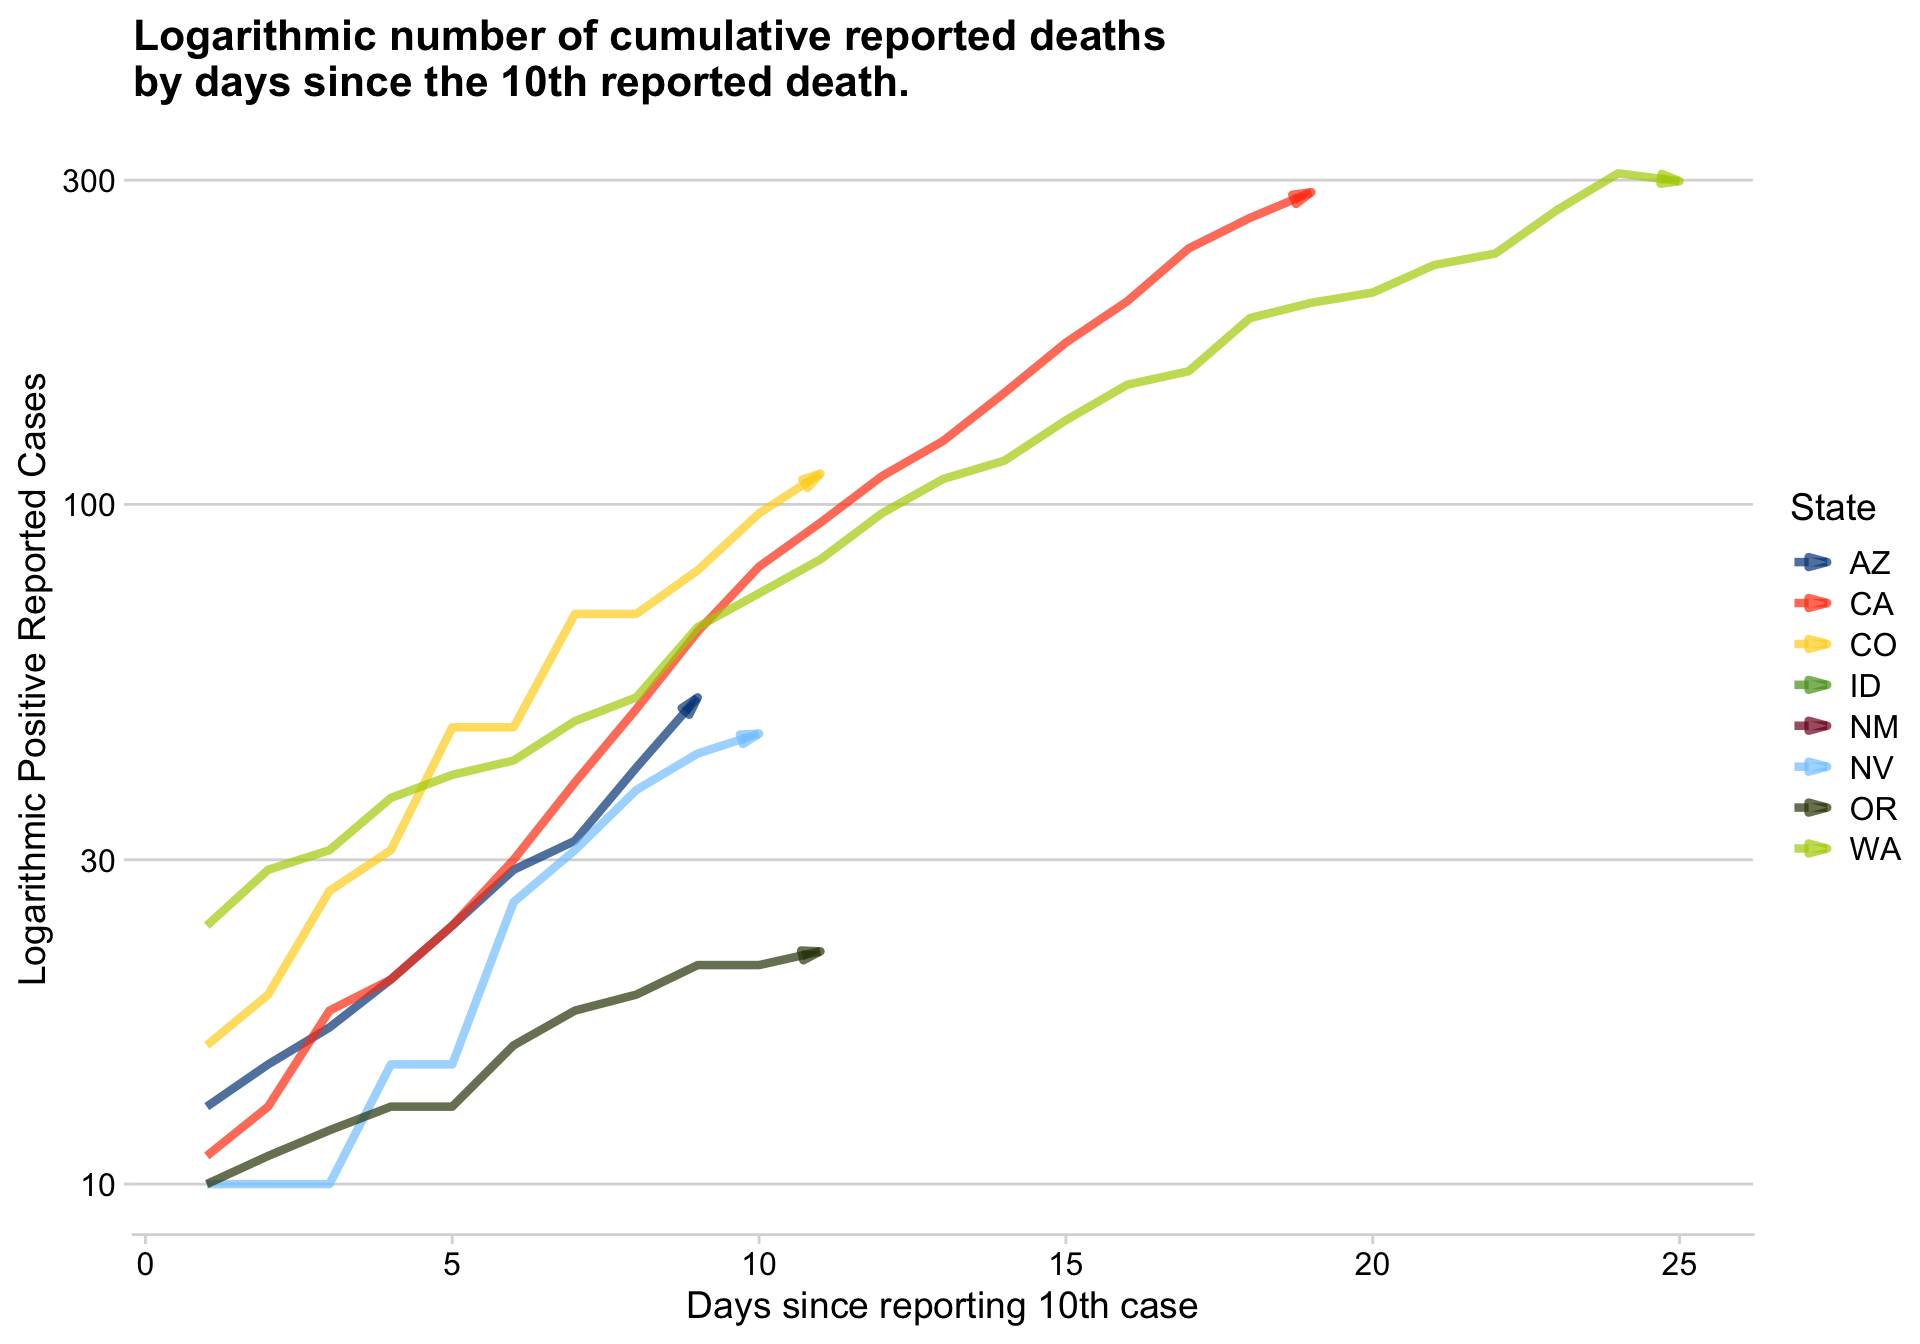 Logarithmic number of cumulative reported deaths
by days since the 10th reported death.
Logarithmic Positive Reported Cases
300
100
30
10
0 5 10 15 20 25
Days since reporting 10th case
State
AZ
CA
CO
ID
NM
NV
OR
WA